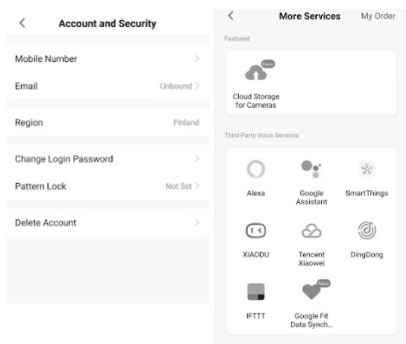 Account and Security
Mobile Number
Email Unbound
Region Finland
Change Login Password
Pattern Lock Not Set
Delete Account
More Services My Order
Featured
New
Cloud Storage
for Cameras
Third-Party Voice Services
Alexa
Google
Assistant
SmartThings
XIAODU
Tencent
Xiaowei
DingDong
New
IFTTT
Google Fit
Data Synch...